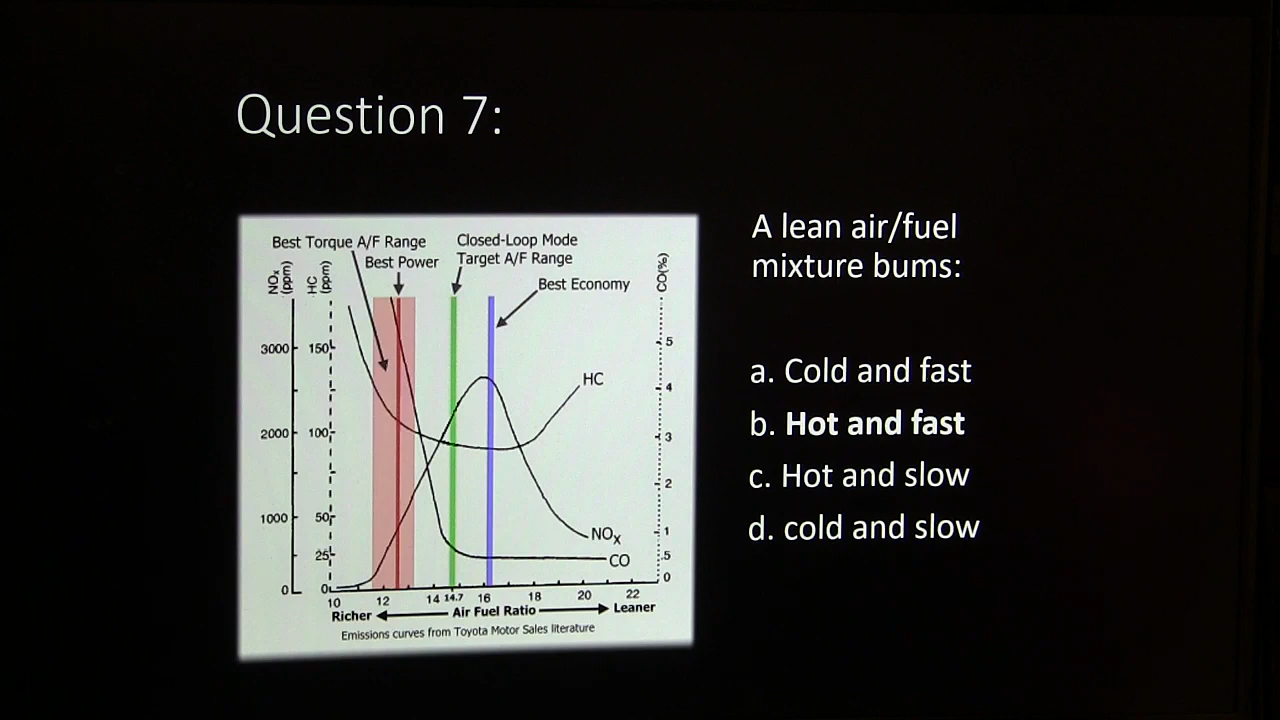 Question 7:
Best Torque A/F Range
Best Power
Closed-Loop Mode
Target A/F Range
Best Economy
NOx
(ppm)
HC
(ppm)
CO(%)
3000
2000
1000
0
150
100
50
25
0
5
4
3
2
1
.5
0
HC
NOx
CO
10 12 14 14.7 16 18 20 22
Richer Air Fuel Ratio Leaner
Emissions curves from Toyota Motor Sales literature
A lean air/fuel
mixture bums:
a. Cold and fast
b. Hot and fast
c. Hot and slow
d. cold and slow